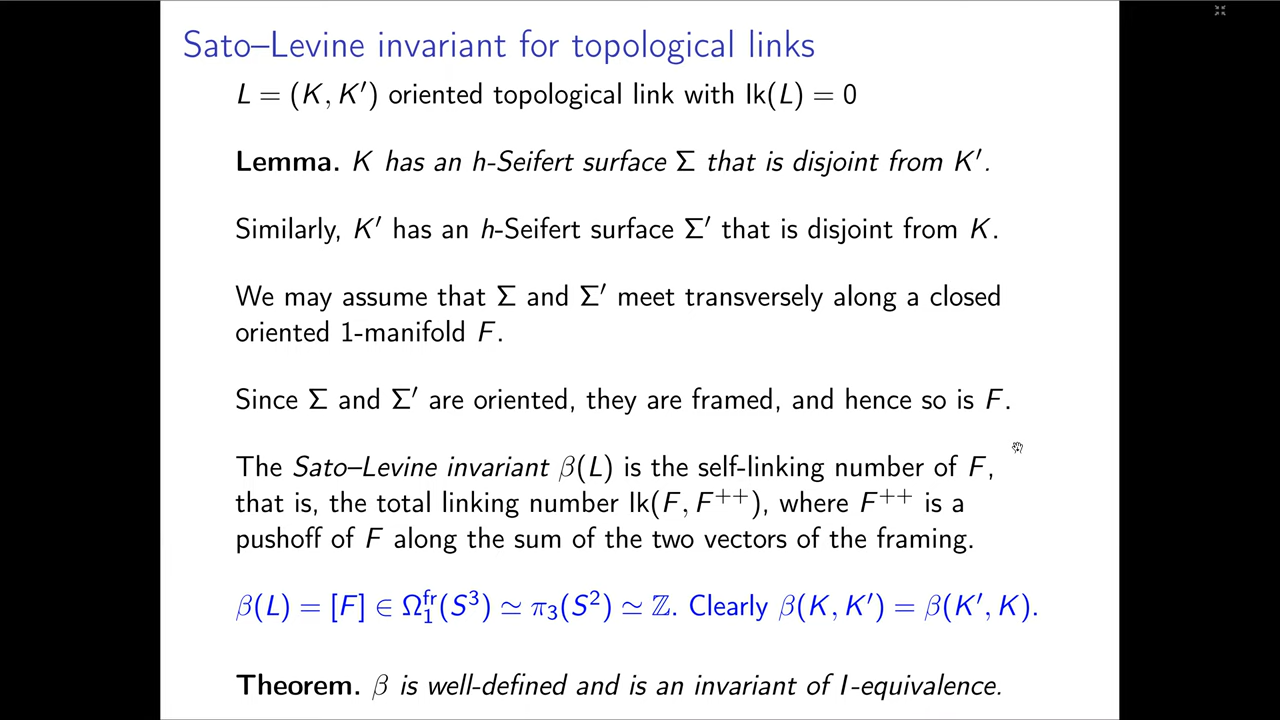 Sato–Levine invariant for topological links
L = (K, K′) oriented topological link with lk(L) = 0
Lemma. K has an h-Seifert surface Σ that is disjoint from K′.
Similarly, K′ has an h-Seifert surface Σ′ that is disjoint from K.
We may assume that Σ and Σ′ meet transversely along a closed
oriented 1-manifold F.
Since Σ and Σ′ are oriented, they are framed, and hence so is F.
The Sato–Levine invariant β(L) is the self-linking number of F,
that is, the total linking number lk(F, F⁺⁺), where F⁺⁺ is a
pushoff of F along the sum of the two vectors of the framing.
β(L) = [F] ∈ Ω₁ᶠʳ(S³) ≃ π₃(S²) ≃ ℤ. Clearly β(K, K′) = β(K′, K).
Theorem. β is well-defined and is an invariant of I-equivalence.